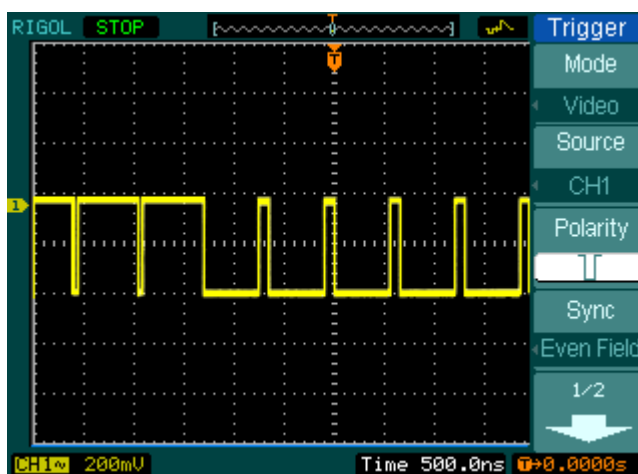 RIGOL STOP T Trigger
T
Mode
Video
Source
CH1
1
Polarity
Sync
Even Field
1/2
CH1~ 200mV Time 500.0ns T→0.0000s